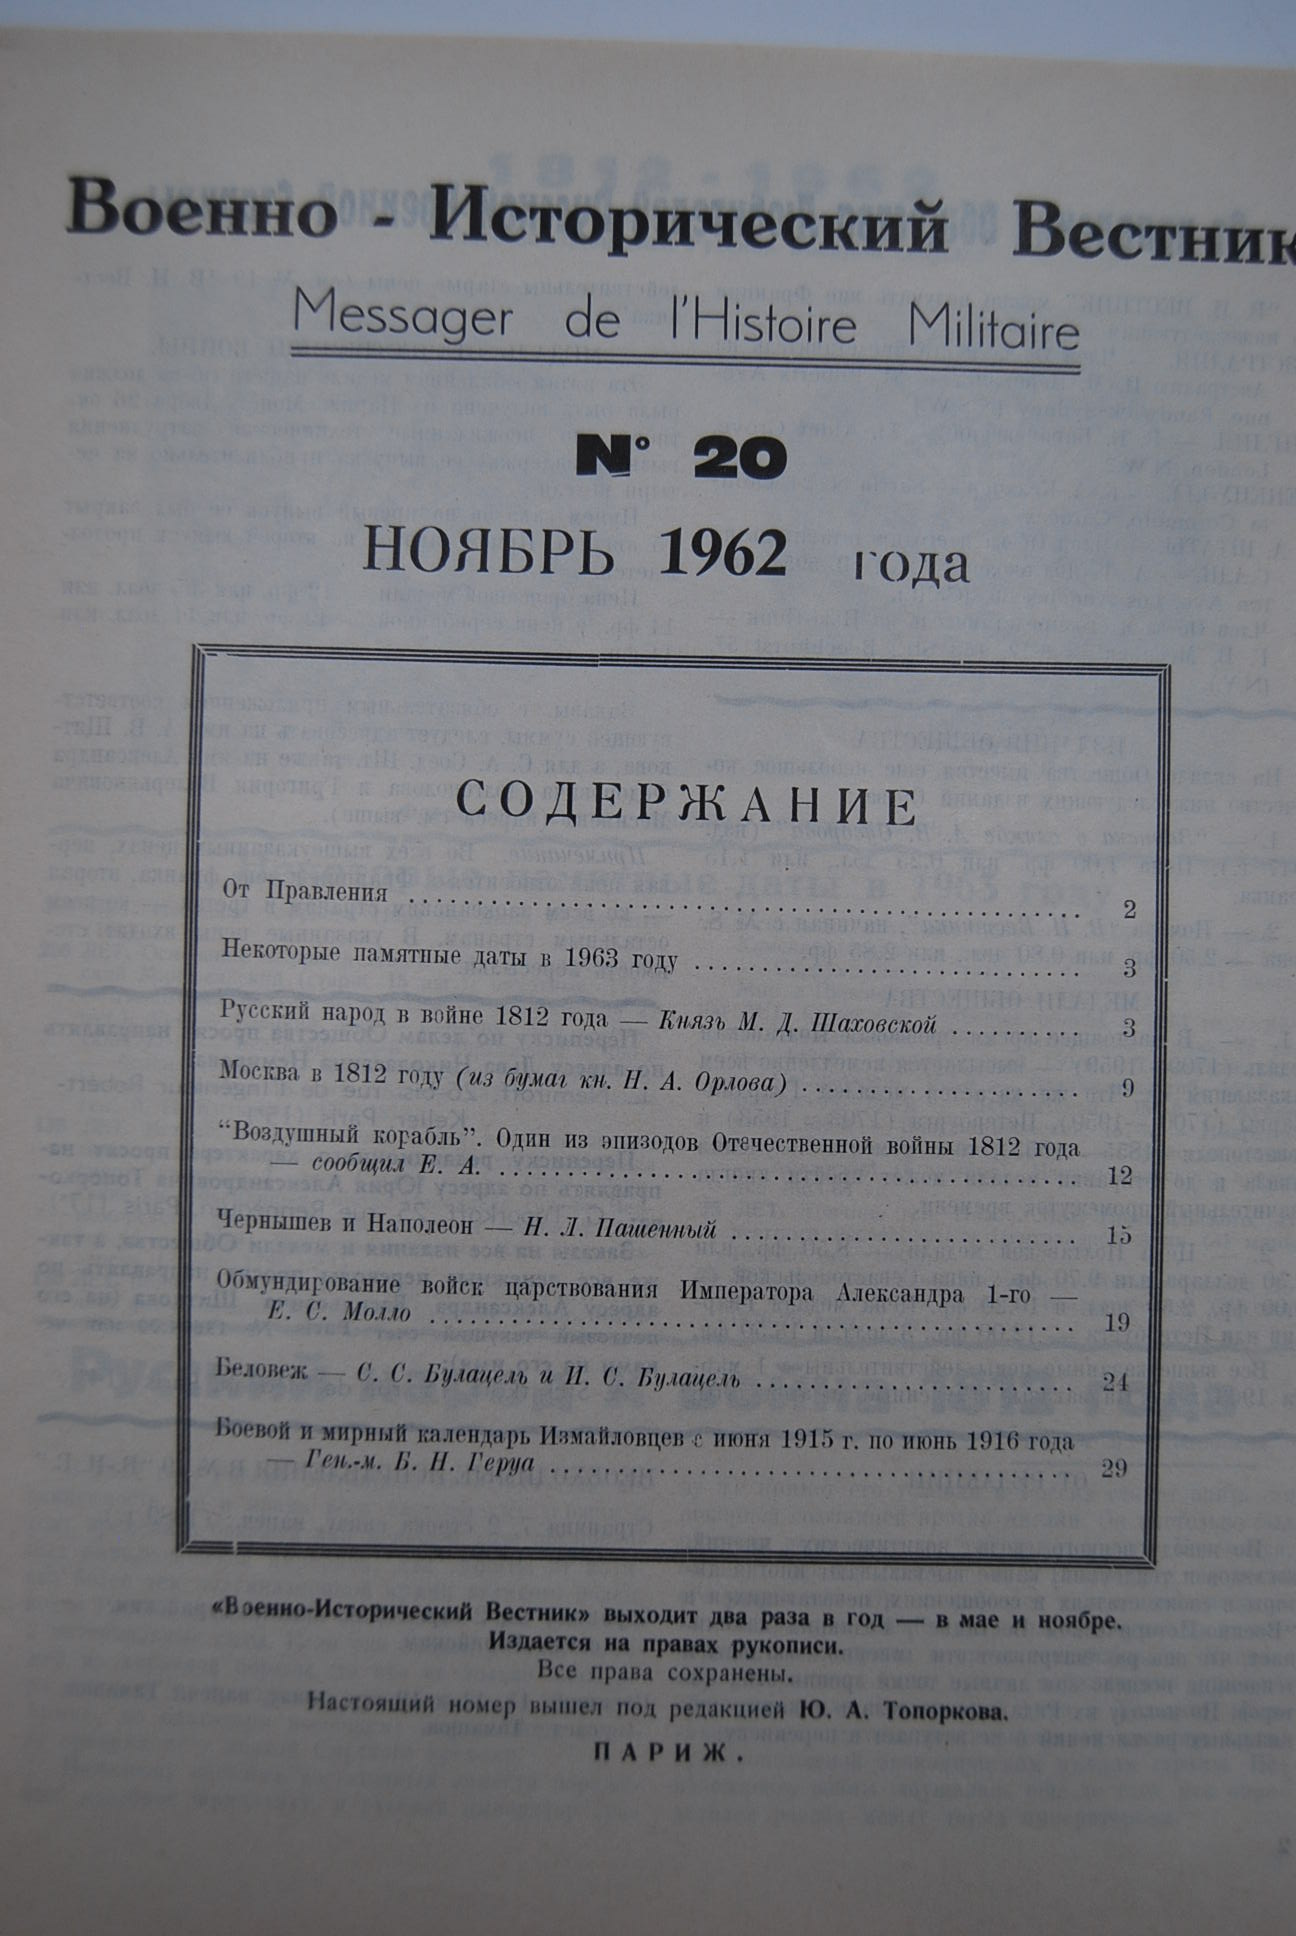 Военно - Исторический Вестник
Messager de l'Histoire Militaire
N° 20
НОЯБРЬ 1962 года
СОДЕРЖАНИЕ
От Правления .......... 2
Некоторые памятные даты в 1963 году .......... 3
Русский народ в войне 1812 года — Князь М. Д. Шаховской .......... 3
Москва в 1812 году (из бумаг кн. Н. А. Орлова) .......... 9
“Воздушный корабль”. Один из эпизодов Отечественной войны 1812 года
— сообщил Е. А. .......... 12
Чернышев и Наполеон — Н. Л. Пашенный .......... 15
Обмундирование войск царствования Императора Александра 1-го —
Е. С. Молло .......... 19
Беловеж — С. С. Булацель и И. С. Булацель .......... 24
Боевой и мирный календарь Измайловцев с июня 1915 г. по июнь 1916 года
— Ген.-м. Б. Н. Геруа .......... 29
«Военно-Исторический Вестник» выходит два раза в год — в мае и ноябре.
Издается на правах рукописи.
Все права сохранены.
Настоящий номер вышел под редакцией Ю. А. Топоркова.
ПАРИЖ.